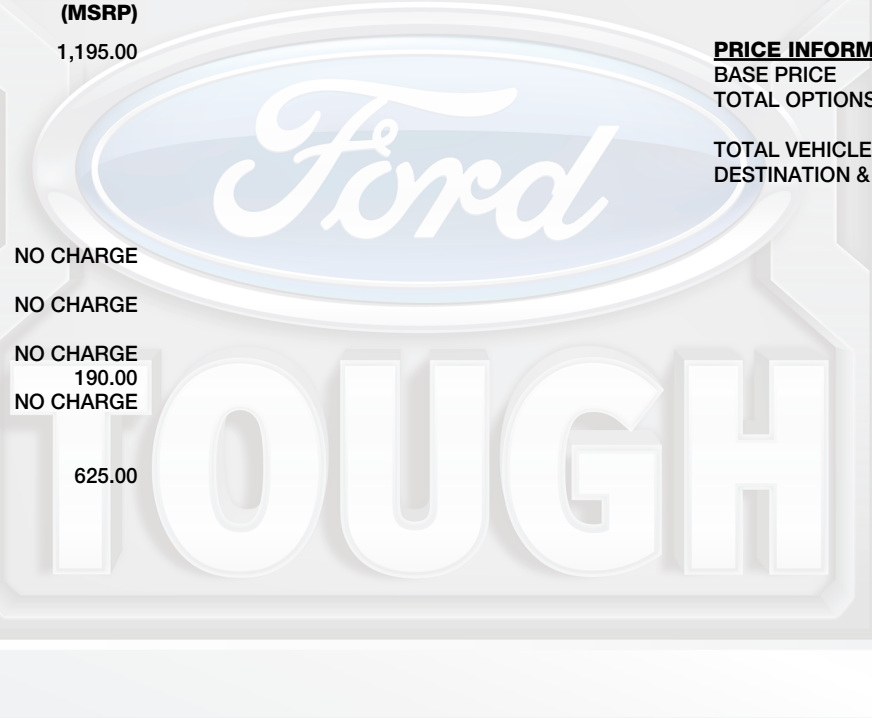 (MSRP)
1,195.00
NO CHARGE
NO CHARGE
NO CHARGE
190.00
NO CHARGE
625.00
PRICE INFORM
BASE PRICE
TOTAL OPTIONS
TOTAL VEHICLE
DESTINATION &
Ford
TOUGH